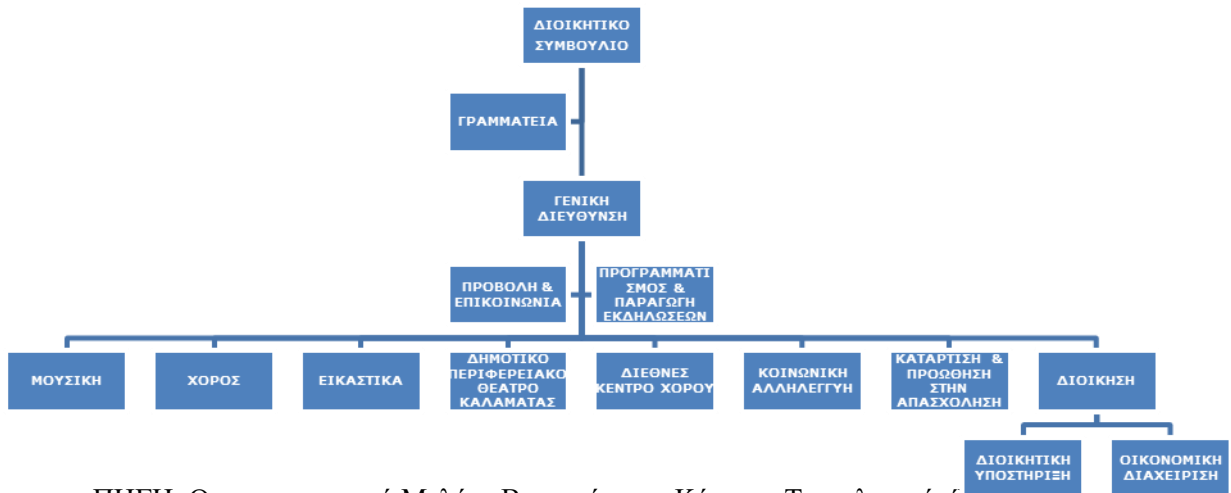 ΔΙΟΙΚΗΤΙΚΟ
ΣΥΜΒΟΥΛΙΟ
ΓΡΑΜΜΑΤΕΙΑ
ΓΕΝΙΚΗ
ΔΙΕΥΘΥΝΣΗ
ΠΡΟΒΟΛΗ &
ΕΠΙΚΟΙΝΩΝΙΑ
ΠΡΟΓΡΑΜΜΑΤΙ
ΣΜΟΣ &
ΠΑΡΑΓΩΓΗ
ΕΚΔΗΛΩΣΕΩΝ
ΜΟΥΣΙΚΗ
ΧΟΡΟΣ
ΕΙΚΑΣΤΙΚΑ
ΔΗΜΟΤΙΚΟ
ΠΕΡΙΦΕΡΕΙΑΚΟ
ΘΕΑΤΡΟ
ΚΑΛΑΜΑΤΑΣ
ΔΙΕΘΝΕΣ
ΚΕΝΤΡΟ ΧΟΡΟΥ
ΚΟΙΝΩΝΙΚΗ
ΑΛΛΗΛΕΓΓΥΗ
ΚΑΤΑΡΤΙΣΗ &
ΠΡΟΩΘΗΣΗ
ΣΤΗΝ
ΑΠΑΣΧΟΛΗΣΗ
ΔΙΟΙΚΗΣΗ
ΔΙΟΙΚΗΤΙΚΗ
ΥΠΟΣΤΗΡΙΞΗ
ΟΙΚΟΝΟΜΙΚΗ
ΔΙΑΧΕΙΡΙΣΗ